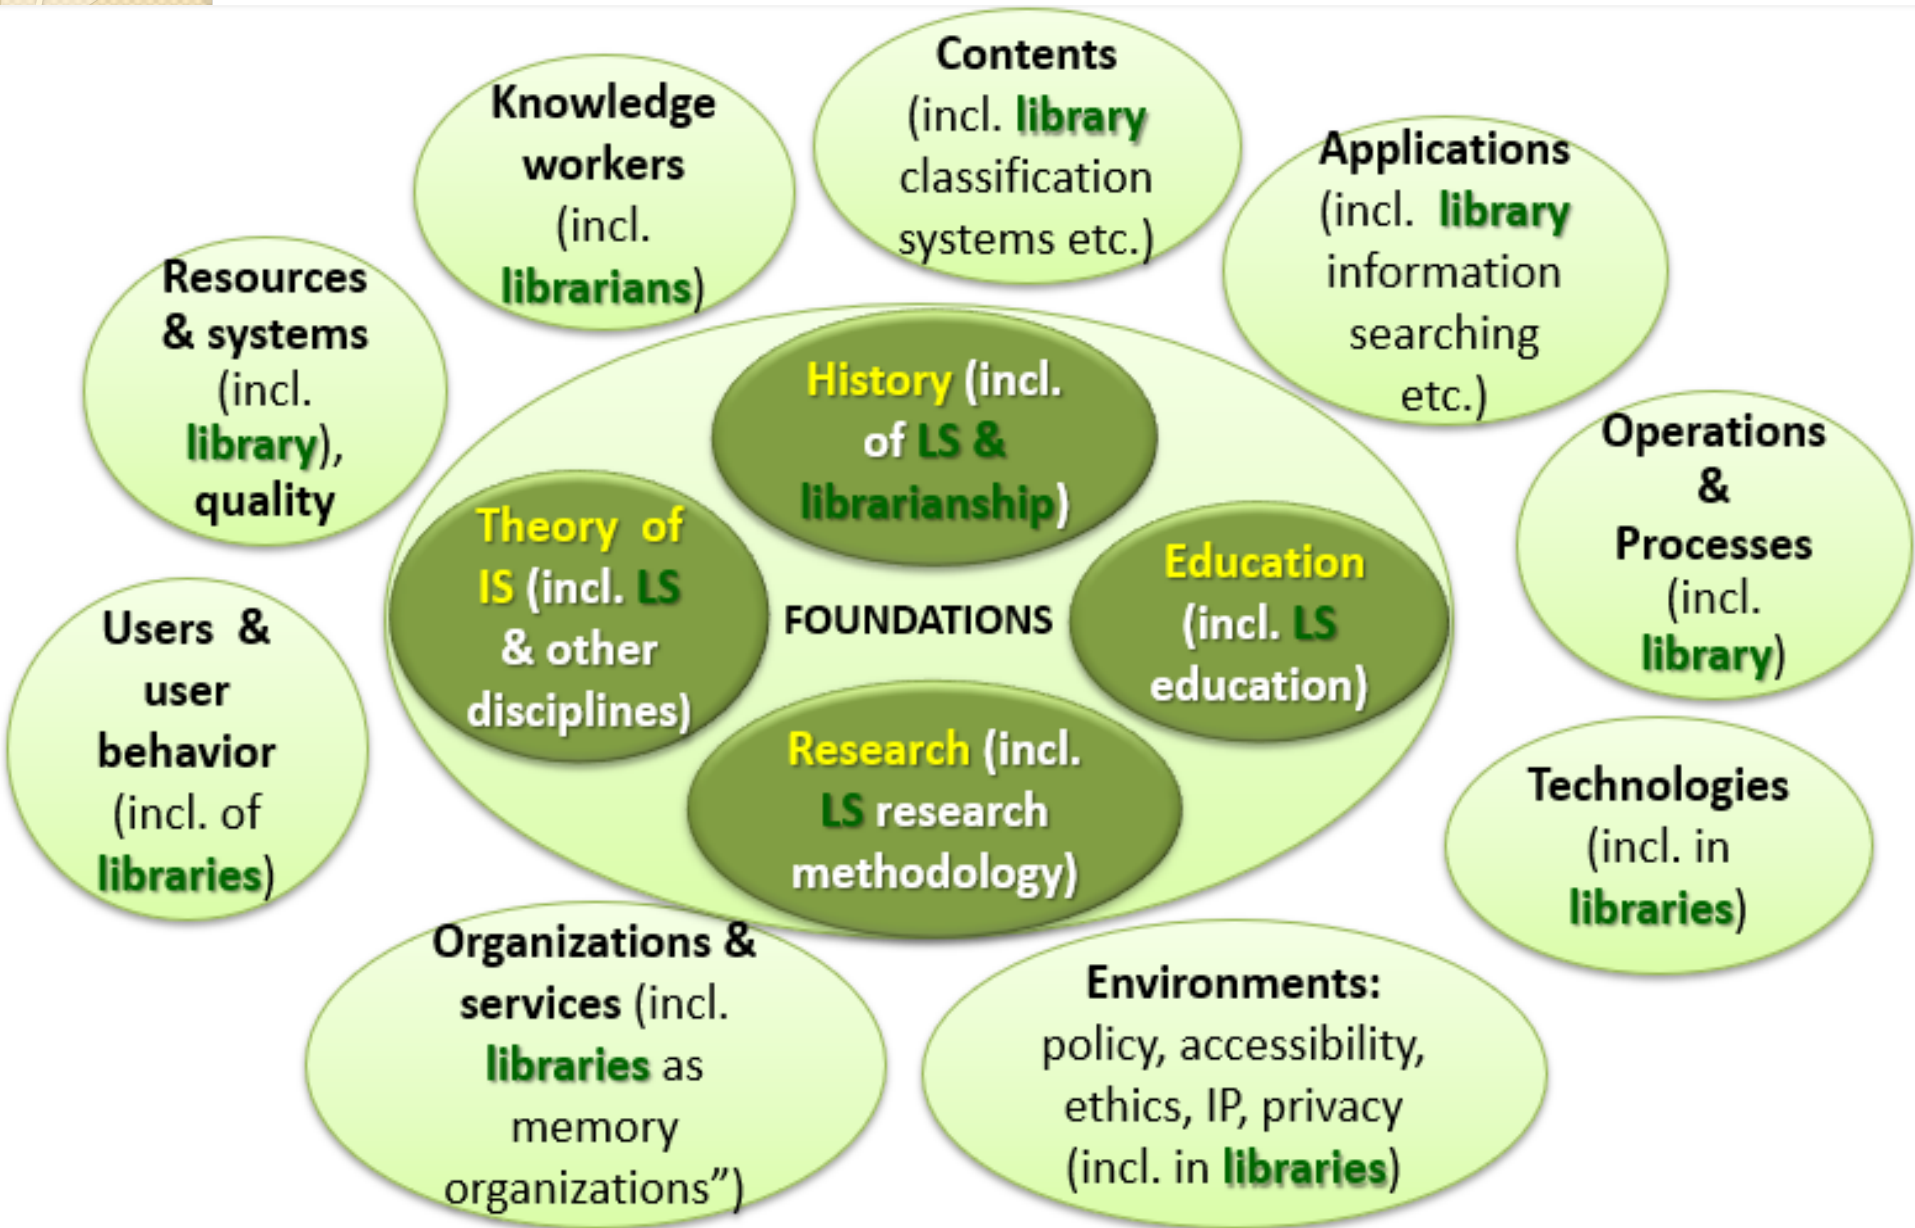 Contents
(incl. library
classification
systems etc.)
Knowledge
workers
(incl.
librarians)
Applications
(incl. library
information
searching
etc.)
Resources
& systems
(incl.
library),
quality
History (incl.
of LS &
librarianship)
Operations
&
Processes
(incl.
library)
Theory of
IS (incl. LS
& other
disciplines)
FOUNDATIONS
Education
(incl. LS
education)
Users &
user
behavior
(incl. of
libraries)
Research (incl.
LS research
methodology)
Technologies
(incl. in
libraries)
Organizations &
services (incl.
libraries as
memory
organizations”)
Environments:
policy, accessibility,
ethics, IP, privacy
(incl. in libraries)